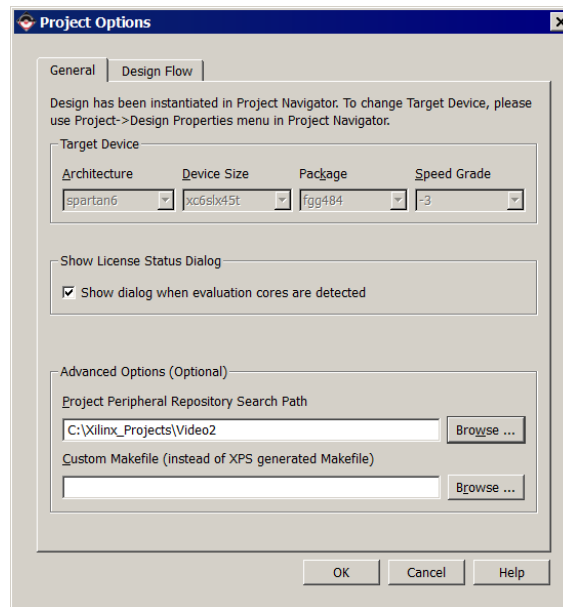 Project Options
General
Design Flow
Design has been instantiated in Project Navigator. To change Target Device, please
use Project->Design Properties menu in Project Navigator.
Target Device
Architecture Device Size Package Speed Grade
spartan6 xc6slx45t fgg484 -3
Show License Status Dialog
Show dialog when evaluation cores are detected
Advanced Options (Optional)
Project Peripheral Repository Search Path
C:\Xilinx_Projects\Video2 Browse ...
Custom Makefile (instead of XPS generated Makefile)
Browse ...
OK Cancel Help